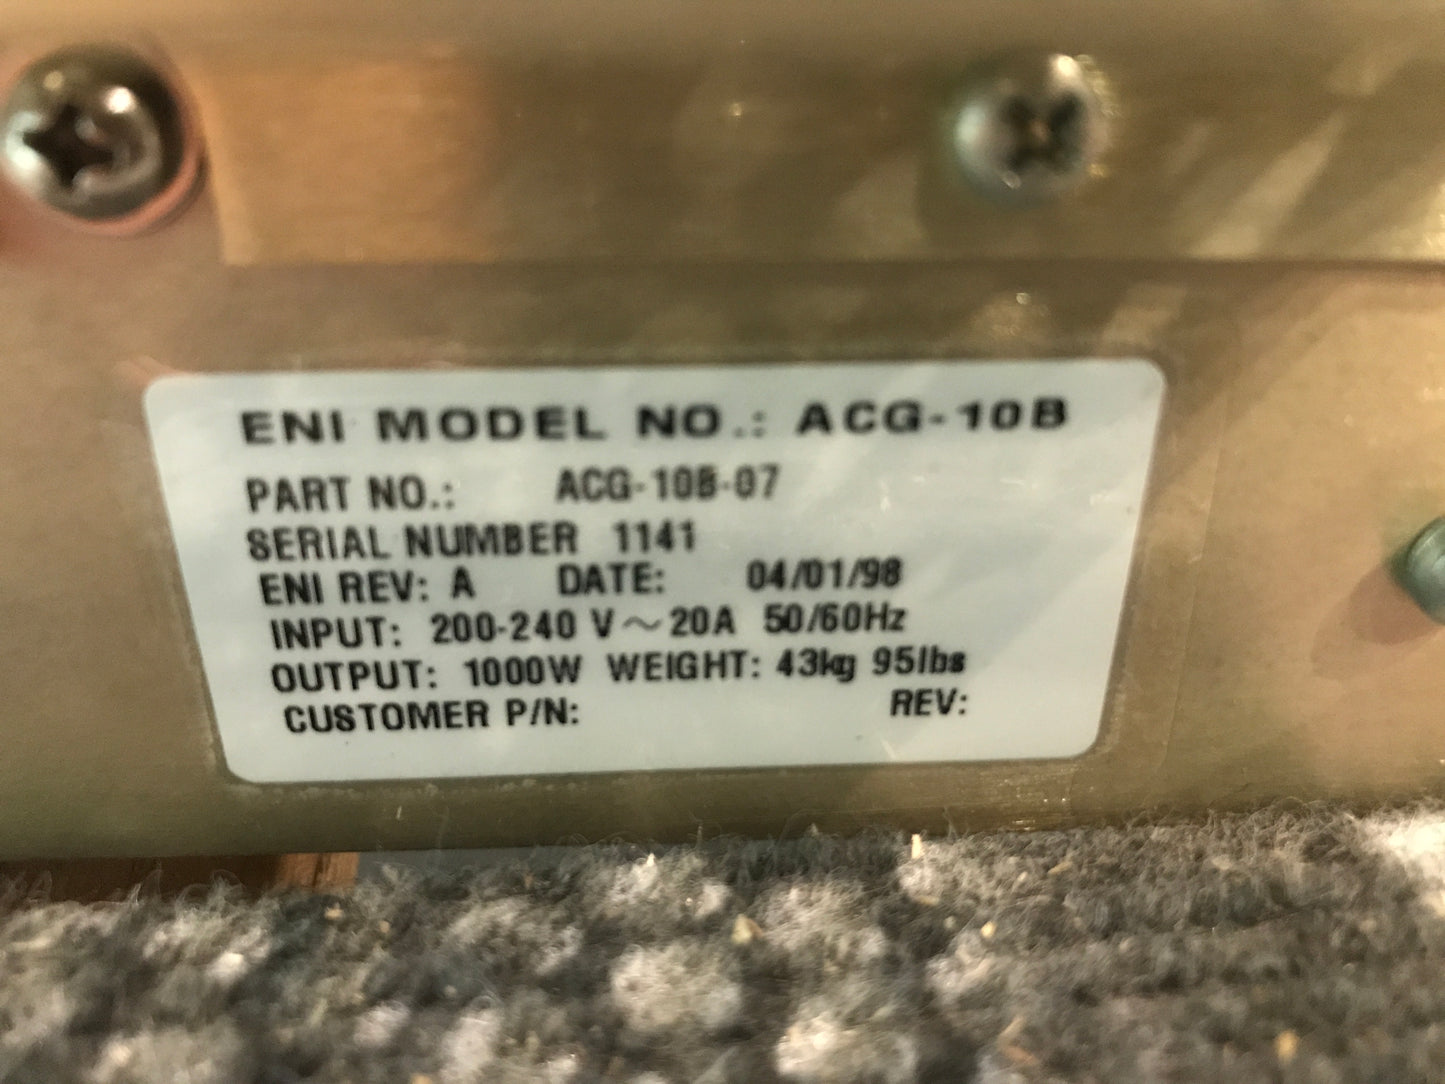 ENI MODEL NO.: ACG-10B
PART NO.: ACG-10B-07
SERIAL NUMBER 1141
ENI REV: A DATE: 04/01/98
INPUT: 200-240 V ~ 20A 50/60Hz
OUTPUT: 1000W WEIGHT: 43kg 95lbs
CUSTOMER P/N: REV: